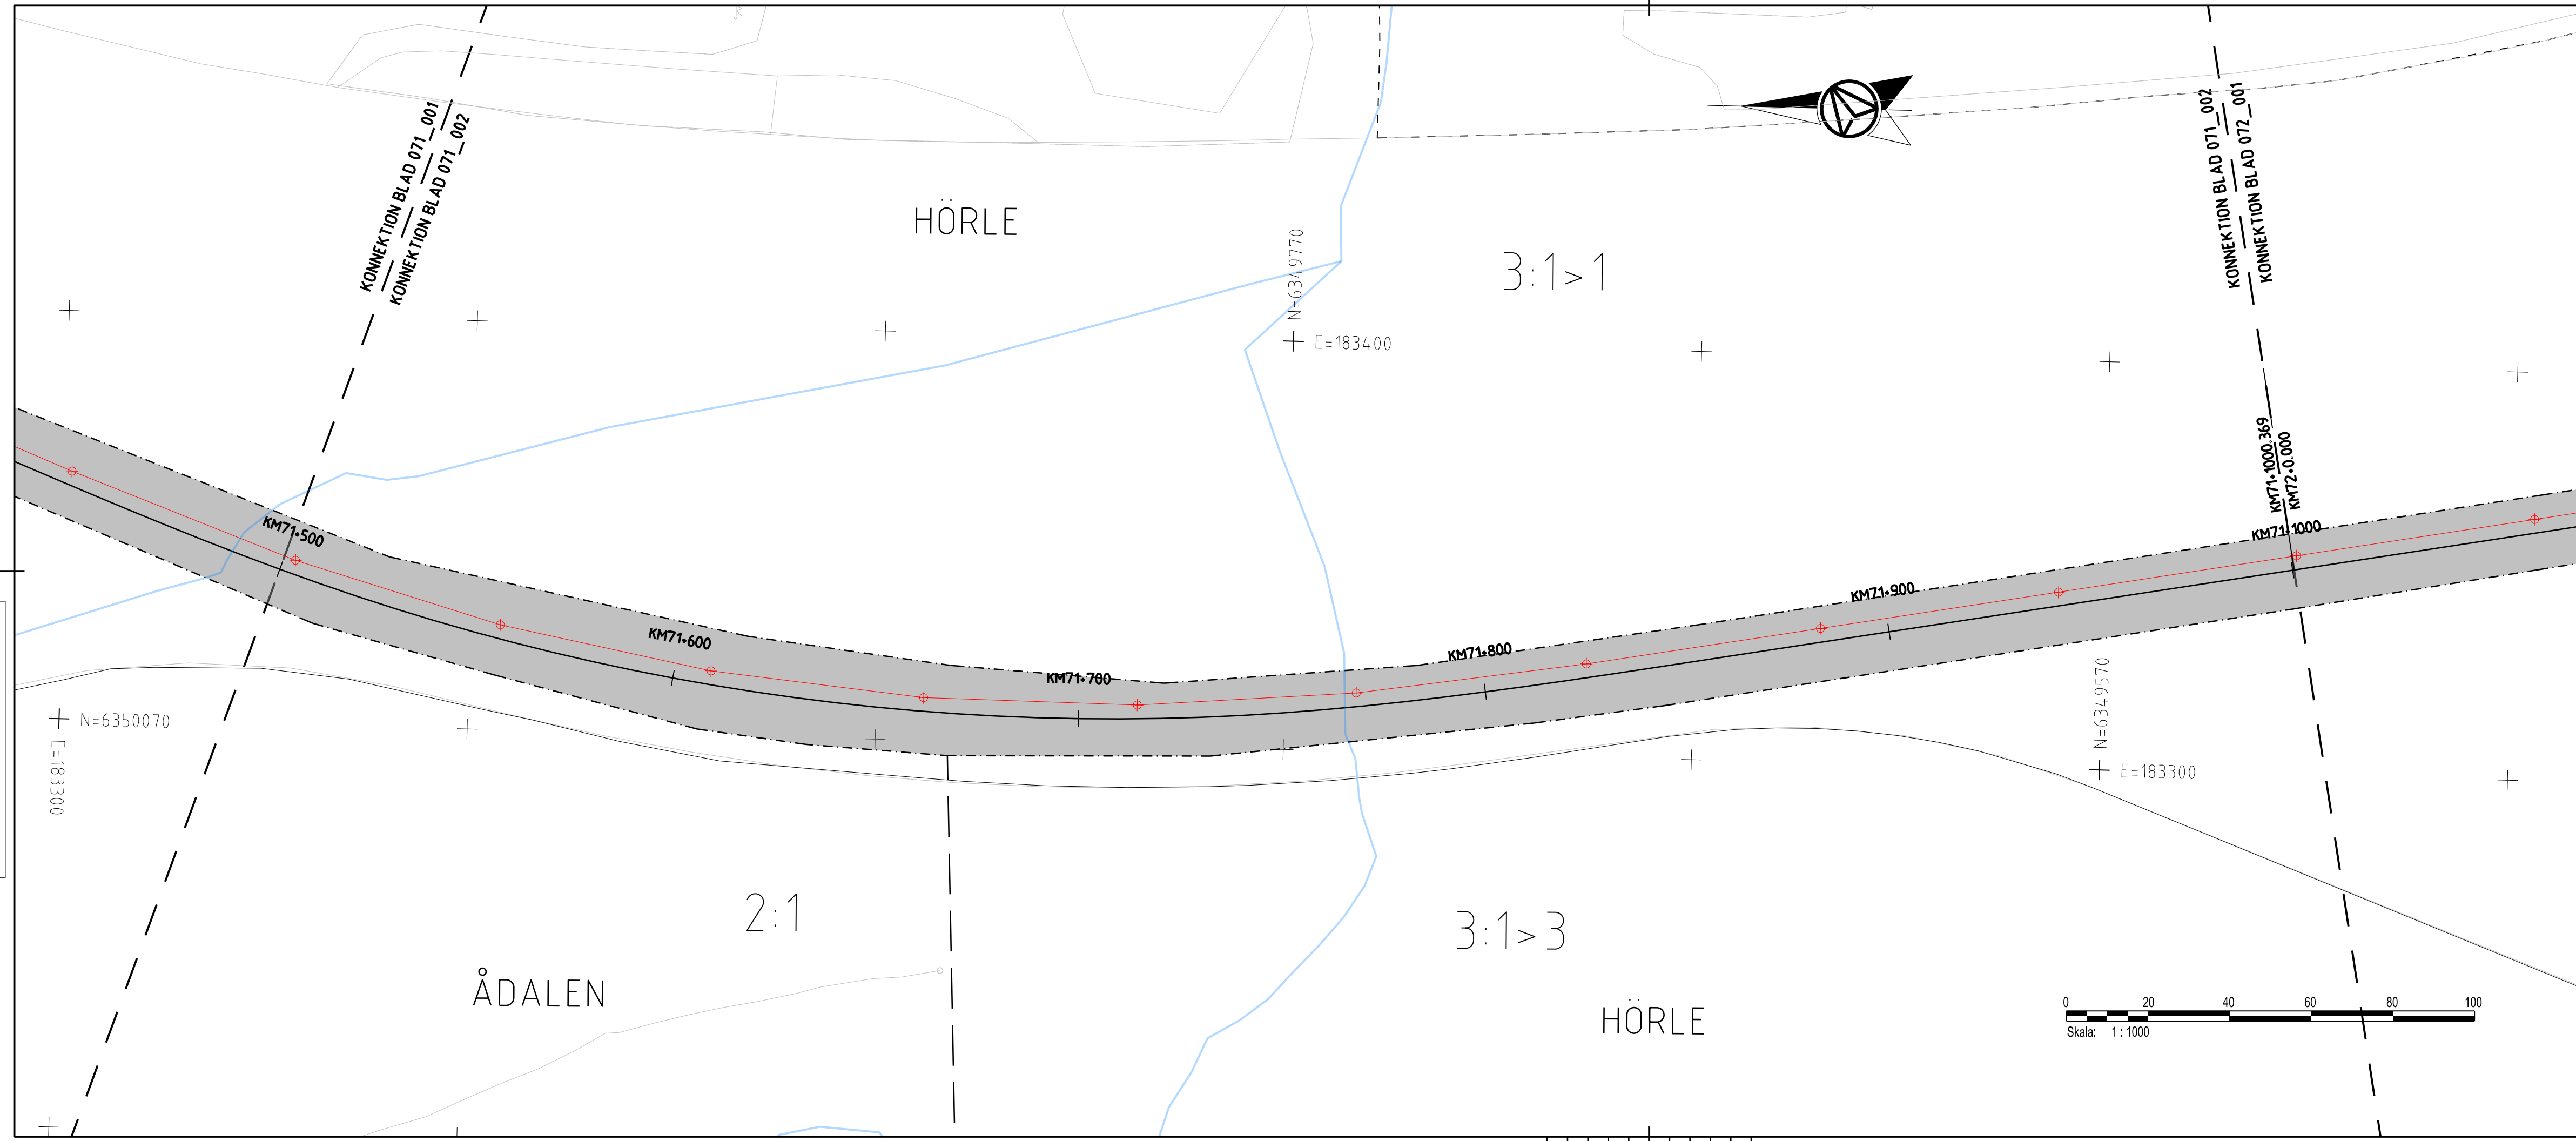 KONNEKTION BLAD 071_001
KONNEKTION BLAD 071_002
KONNEKTION BLAD 071_002
KONNEKTION BLAD 072_001
HÖRLE
3:1>1
N=6349770
E=183400
KM71+1000.369
KM72+0.000
KM71+500
KM71+600
KM71+700
KM71+800
KM71+900
KM71+1000
N=6350070
E=183300
N=6349570
E=183300
2:1
3:1>3
ÅDALEN
HÖRLE
0 20 40 60 80 100
Skala: 1 : 1000